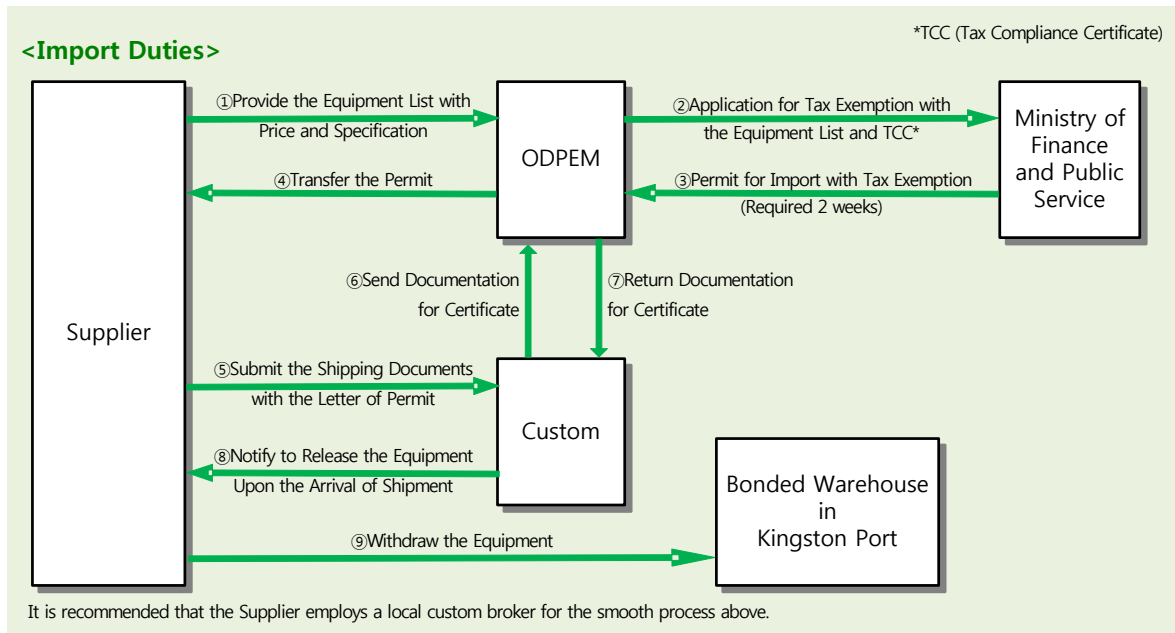 *TCC (Tax Compliance Certificate)
<Import Duties>
①Provide the Equipment List with
Price and Specification
②Application for Tax Exemption with
the Equipment List and TCC*
Ministry of
Finance
and Public
Service
ODPEM
④Transfer the Permit
③Permit for Import with Tax Exemption
(Required 2 weeks)
⑥Send Documentation
for Certificate
⑦Return Documentation
for Certificate
Supplier
⑤Submit the Shipping Documents
with the Letter of Permit
Custom
⑧Notify to Release the Equipment
Upon the Arrival of Shipment
Bonded Warehouse
in
Kingston Port
⑨Withdraw the Equipment
It is recommended that the Supplier employs a local custom broker for the smooth process above.